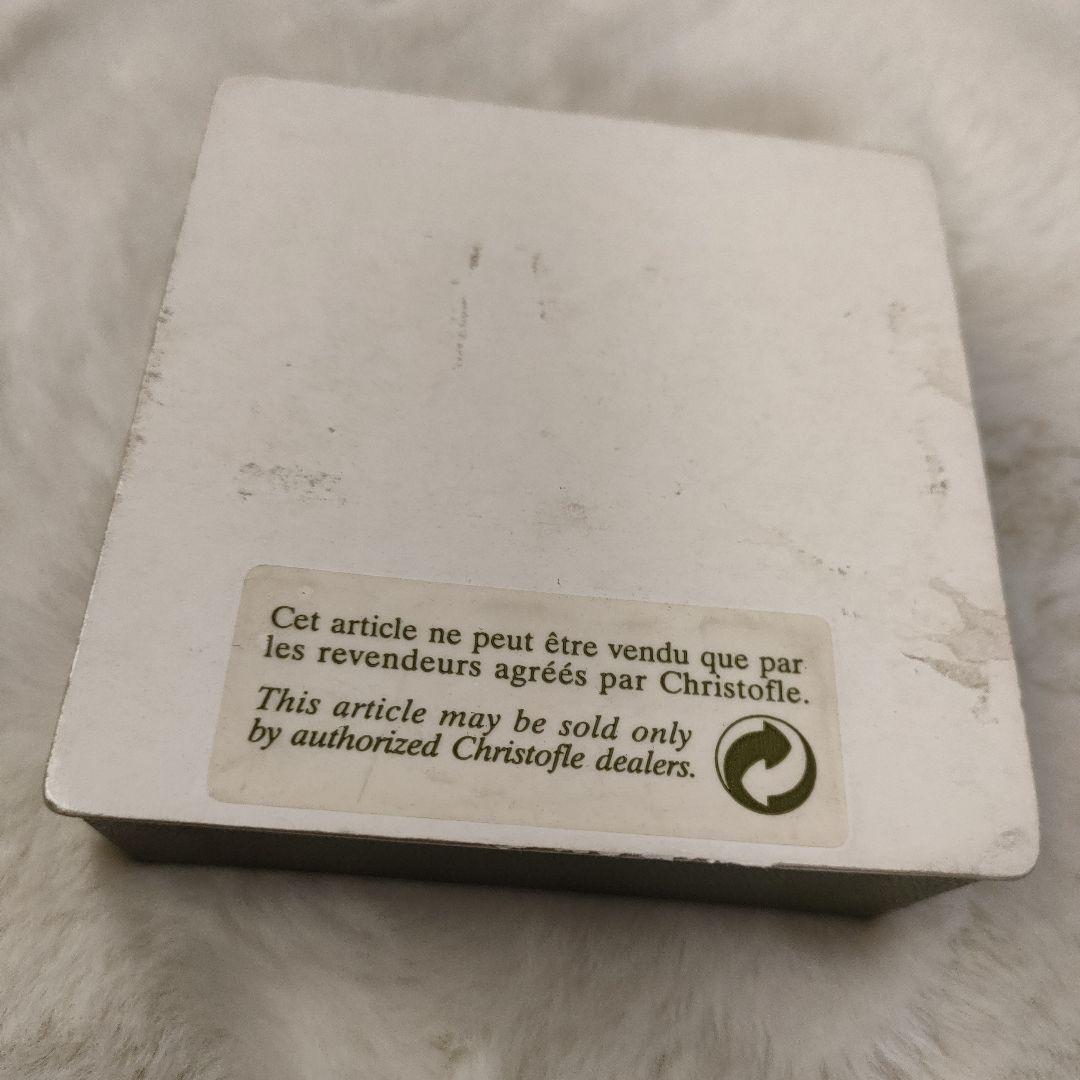 Cet article ne peut être vendu que par
les revendeurs agréés par Christofle.
This article may be sold only
by authorized Christofle dealers.